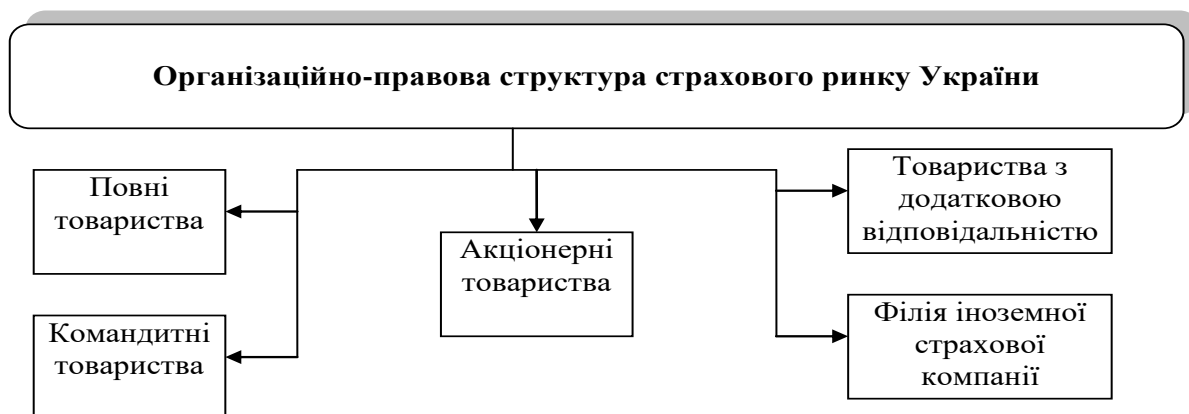 Організаційно-правова структура страхового ринку України
Повні
товариства
Командитні
товариства
Акціонерні
товариства
Товариства з
додатковою
відповідальністю
Філія іноземної
страхової
компанії